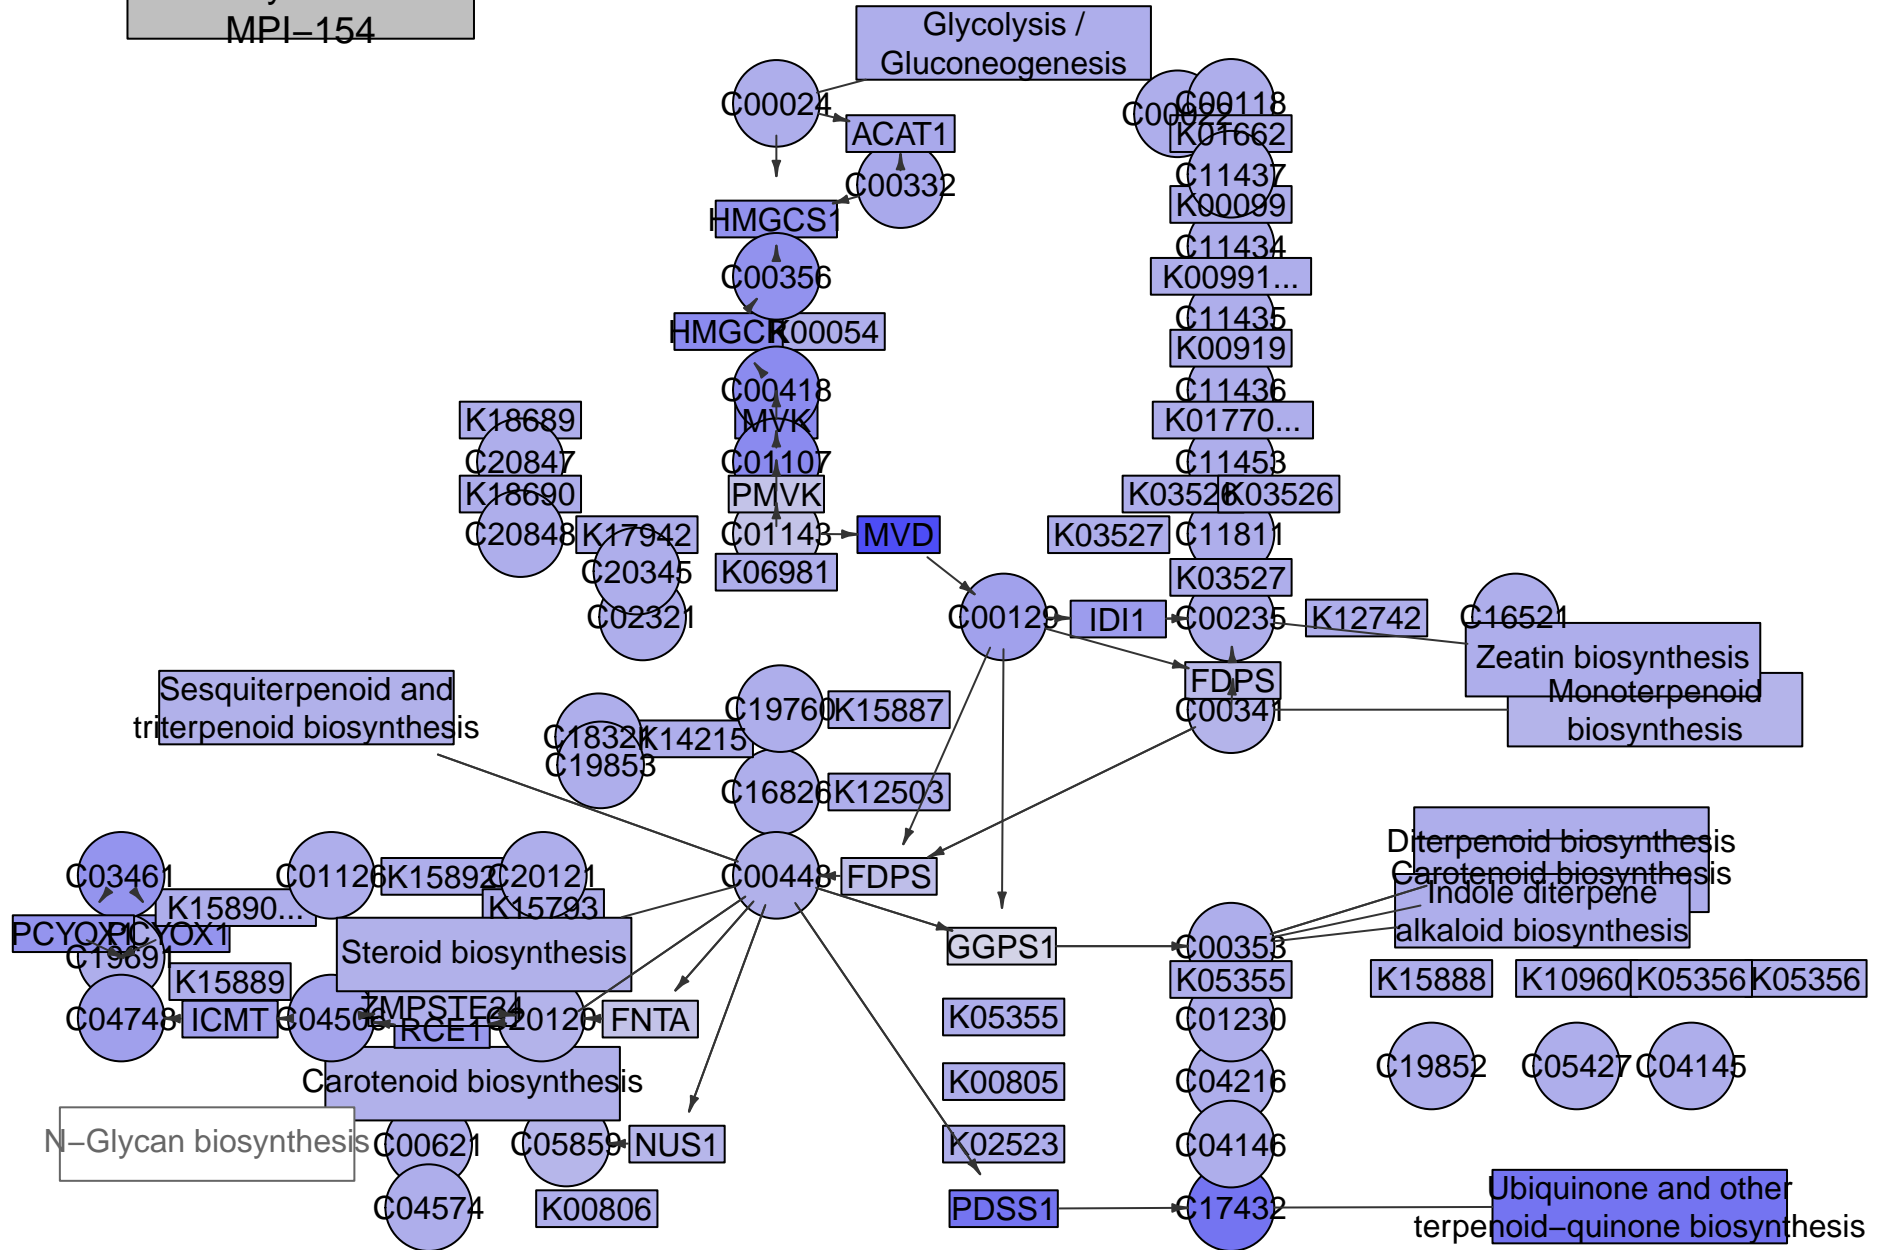 MPI−154
Glycolysis /
Gluconeogenesis
C00024
C00118
C00022
ACAT1
K01662
C11437
C00332
K00099
HMGCS1
C11434
C00356
K00991...
C11435
HMGCR
K00054
K00919
C00418
C11436
K18689
MVK
K01770...
C20847
C01107
C11453
K18690
PMVK
K03526
K03526
C20848
K17942
C01143
MVD
K03527
C11811
C20345
K06981
K03527
C02321
C00129
IDI1
C00235
K12742
C16521
Zeatin biosynthesis
FDPS
Monoterpenoid
biosynthesis
Sesquiterpenoid and
triterpenoid biosynthesis
C19760
K15887
C00341
C18321
K14215
C19853
C16826
K12503
Diterpenoid biosynthesis
Carotenoid biosynthesis
Indole diterpene
alkaloid biosynthesis
C03461
C01126
K15892
C20121
C00448
FDPS
K15890...
K15793
PCYOX1
PCYOX1
C19691
Steroid biosynthesis
GGPS1
C00353
K15889
K05355
K15888
K10960
K05356
K05356
C04748
ICMT
C04506
ZMPSTE24
RCE1
C20120
FNTA
K05355
C01230
C19852
C05427
C04145
Carotenoid biosynthesis
K00805
C04216
N−Glycan biosynthesis
C00621
C05859
NUS1
K02523
C04146
C04574
K00806
PDSS1
C17432
Ubiquinone and other
terpenoid−quinone biosynthesis